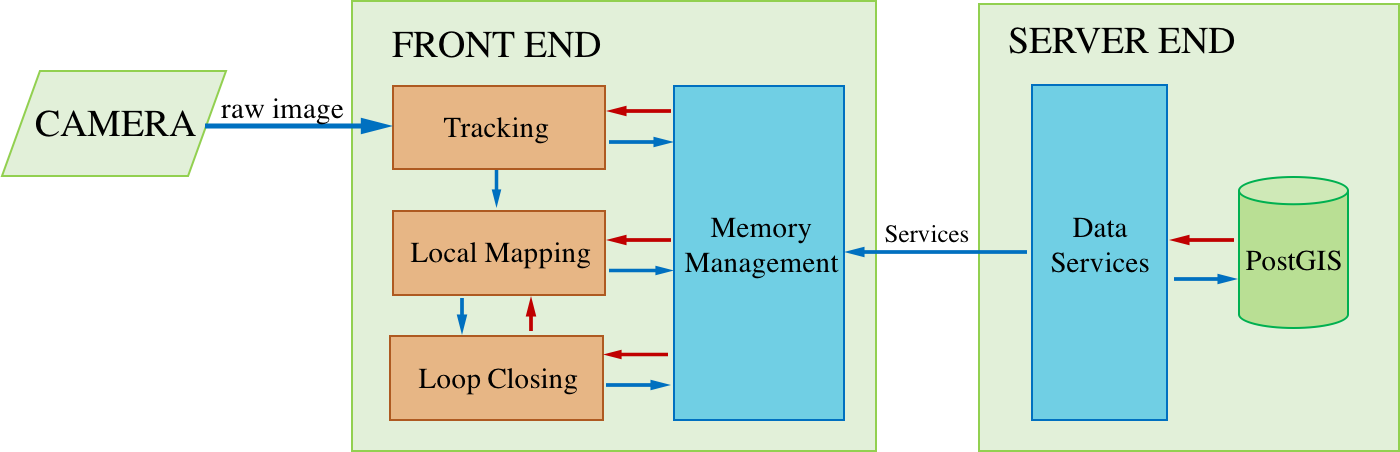 FRONT END
SERVER END
CAMERA
raw image
Tracking
Local Mapping
Loop Closing
Memory
Management
Services
Data
Services
PostGIS